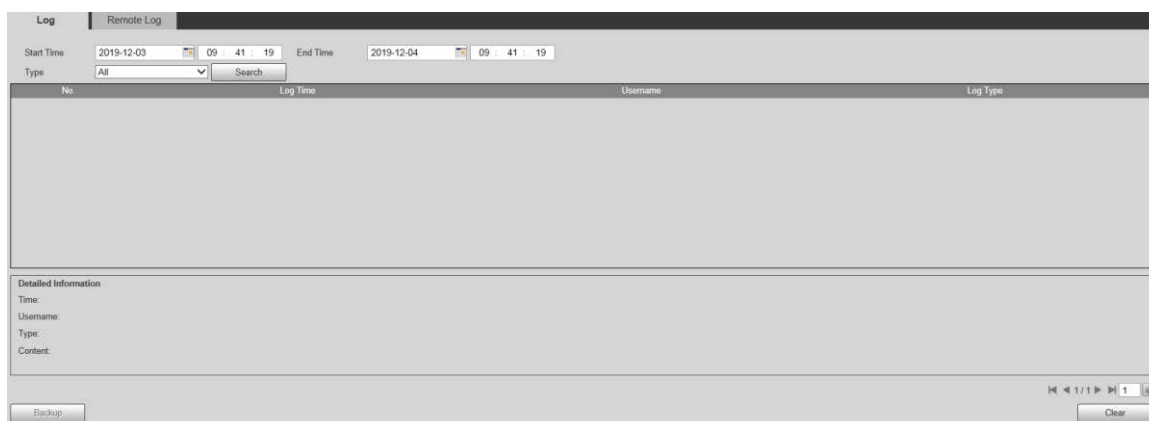 Log Remote Log
Start Time 2019-12-03 09 : 41 : 19 End Time 2019-12-04 09 : 41 : 19
Type All Search
No. Log Time Username Log Type
Detailed Information
Time:
Username:
Type:
Content:
1 / 1 1
Backup Clear